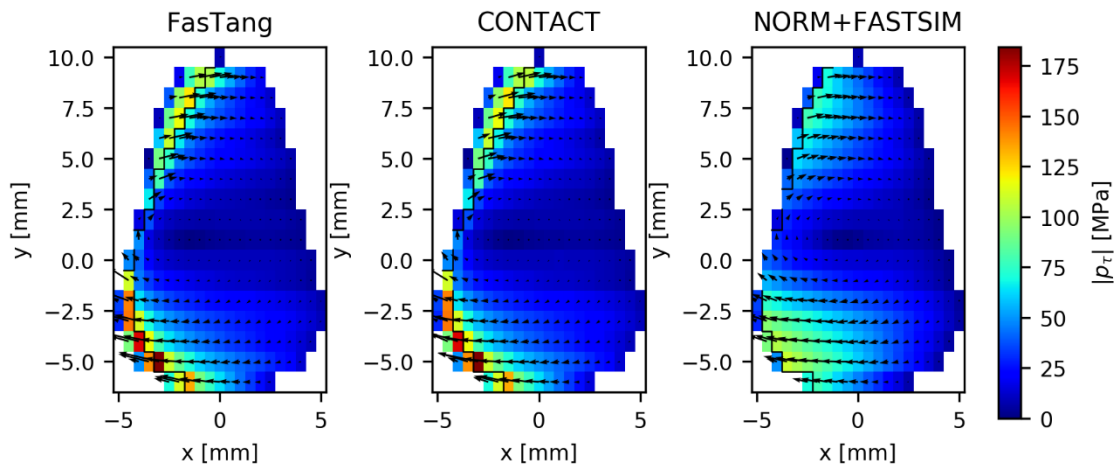 FasTang CONTACT NORM+FASTSIM
10.0 10.0 10.0 175
7.5 7.5 7.5 150
5.0 5.0 5.0 125
2.5 2.5 2.5 100
0.0 0.0 0.0 75
−2.5 −2.5 −2.5 50
−5.0 −5.0 −5.0 25
0
y [mm] y [mm] y [mm] |pτ| [MPa]
−5 0 5 −5 0 5 −5 0 5
x [mm] x [mm] x [mm]